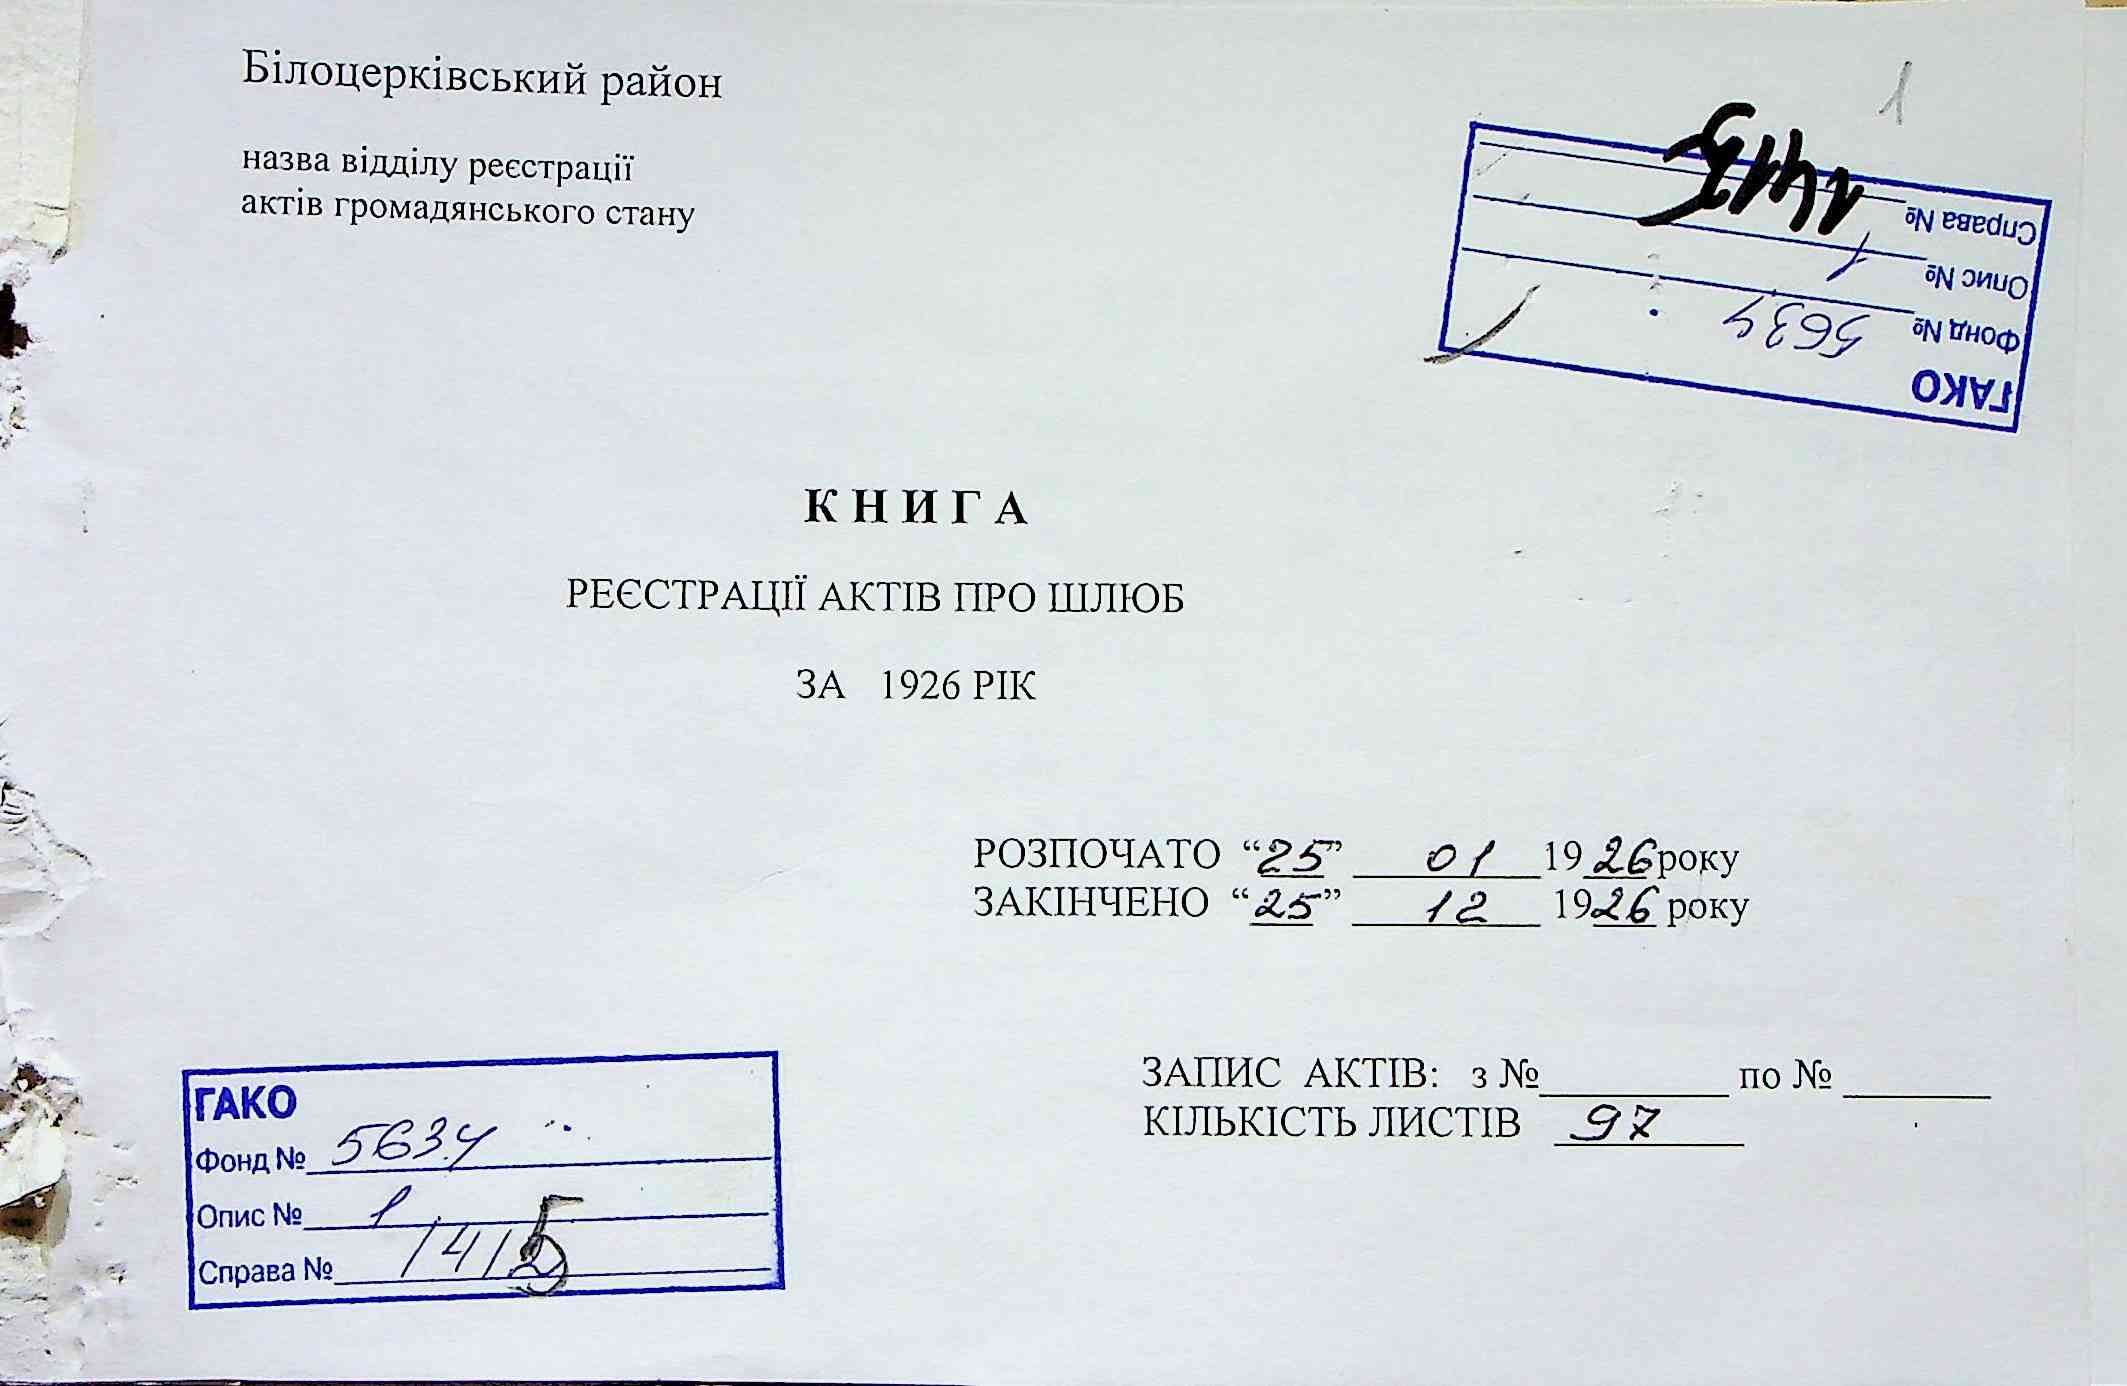 Білоцерківський район
1
назва відділу реєстрації
актів громадянського стану
ГАКО
Фонд № 5634
Опис № 1
Справа № 1415
К Н И Г А
РЕЄСТРАЦІЇ АКТІВ ПРО ШЛЮБ
ЗА 1926 РІК
РОЗПОЧАТО “25” 01 1926 року
ЗАКІНЧЕНО “25” 12 1926 року
ЗАПИС АКТІВ: з № по №
КІЛЬКІСТЬ ЛИСТІВ 97
ГАКО
Фонд № 5634
Опис № 1
Справа № 1415